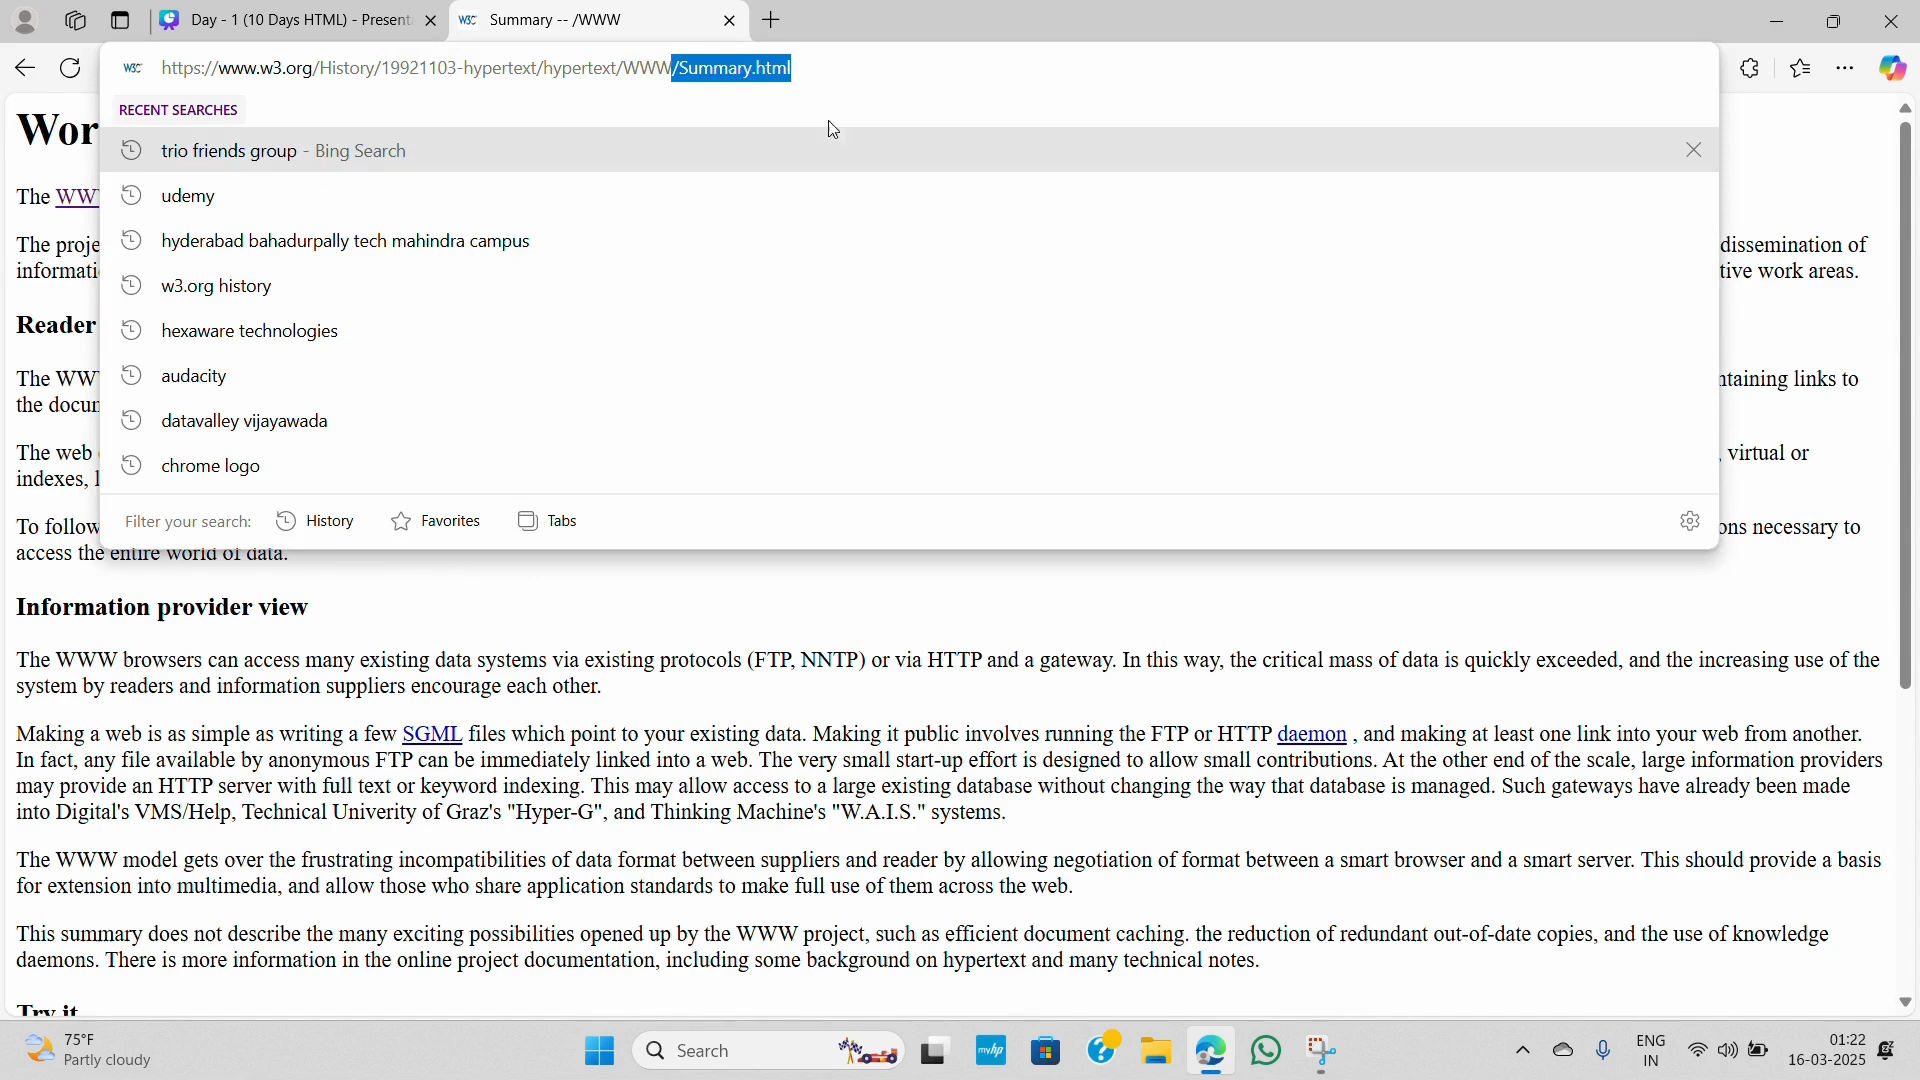 Day - 1 (10 Days HTML) - Present
W3C Summary -- /WWW
W3C https://www.w3.org/History/19921103-hypertext/hypertext/WWW/Summary.html
RECENT SEARCHES
trio friends group - Bing Search
udemy
hyderabad bahadurpally tech mahindra campus
w3.org history
hexaware technologies
audacity
datavalley vijayawada
chrome logo
Filter your search: History Favorites Tabs
Wor
The WW
The proje dissemination of
informati tive work areas.
Reader
The WW ntaining links to
the docun
The web virtual or
indexes,
To follow ons necessary to
access the entire world of data.
Information provider view
The WWW browsers can access many existing data systems via existing protocols (FTP, NNTP) or via HTTP and a gateway. In this way, the critical mass of data is quickly exceeded, and the increasing use of the
system by readers and information suppliers encourage each other.
Making a web is as simple as writing a few SGML files which point to your existing data. Making it public involves running the FTP or HTTP daemon , and making at least one link into your web from another.
In fact, any file available by anonymous FTP can be immediately linked into a web. The very small start-up effort is designed to allow small contributions. At the other end of the scale, large information providers
may provide an HTTP server with full text or keyword indexing. This may allow access to a large existing database without changing the way that database is managed. Such gateways have already been made
into Digital's VMS/Help, Technical Univerity of Graz's "Hyper-G", and Thinking Machine's "W.A.I.S." systems.
The WWW model gets over the frustrating incompatibilities of data format between suppliers and reader by allowing negotiation of format between a smart browser and a smart server. This should provide a basis
for extension into multimedia, and allow those who share application standards to make full use of them across the web.
This summary does not describe the many exciting possibilities opened up by the WWW project, such as efficient document caching. the reduction of redundant out-of-date copies, and the use of knowledge
daemons. There is more information in the online project documentation, including some background on hypertext and many technical notes.
Try it
75°F
Partly cloudy
Search
myhp
ENG
IN
01:22
16-03-2025